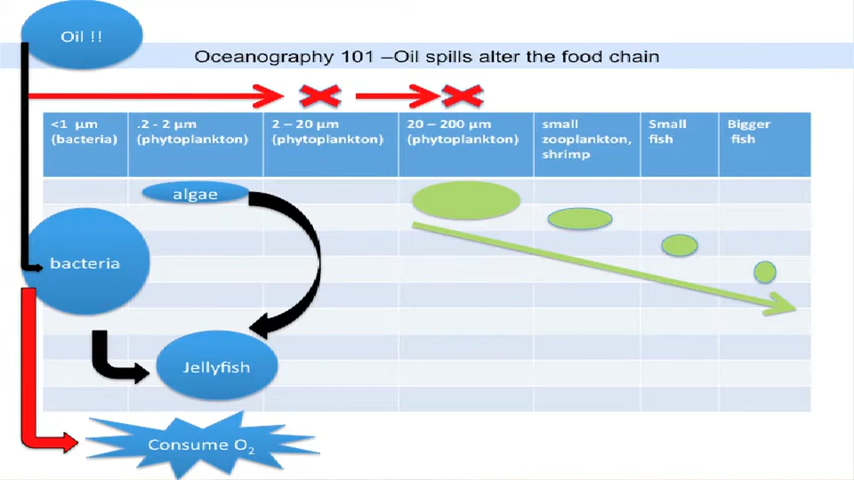 Oil !!
Oceanography 101 –Oil spills alter the food chain
<1 µm
(bacteria)
.2 - 2 µm
(phytoplankton)
2 – 20 µm
(phytoplankton)
20 – 200 µm
(phytoplankton)
small
zooplankton,
shrimp
Small
fish
Bigger
fish
algae
bacteria
Jellyfish
Consume O₂